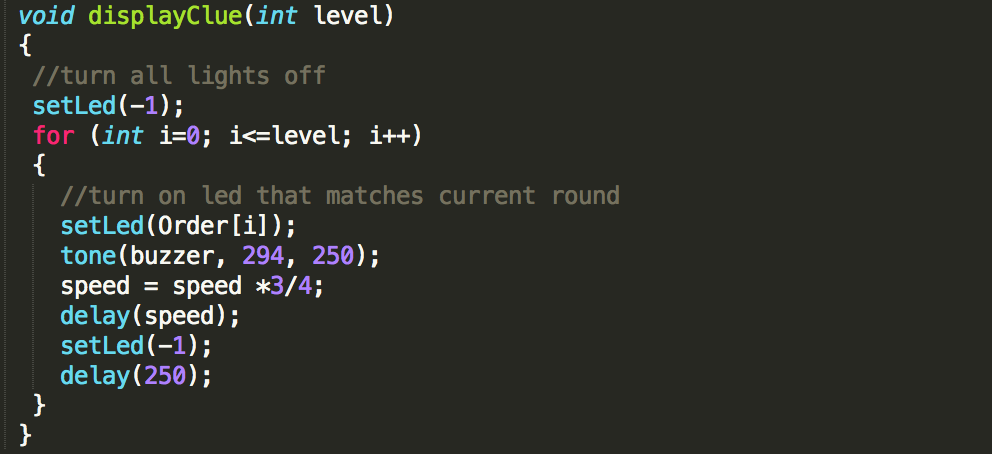 void displayClue(int level)
{
 //turn all lights off
 setLed(-1);
 for (int i=0; i<=level; i++)
 {
   //turn on led that matches current round
   setLed(Order[i]);
   tone(buzzer, 294, 250);
   speed = speed *3/4;
   delay(speed);
   setLed(-1);
   delay(250);
 }
}